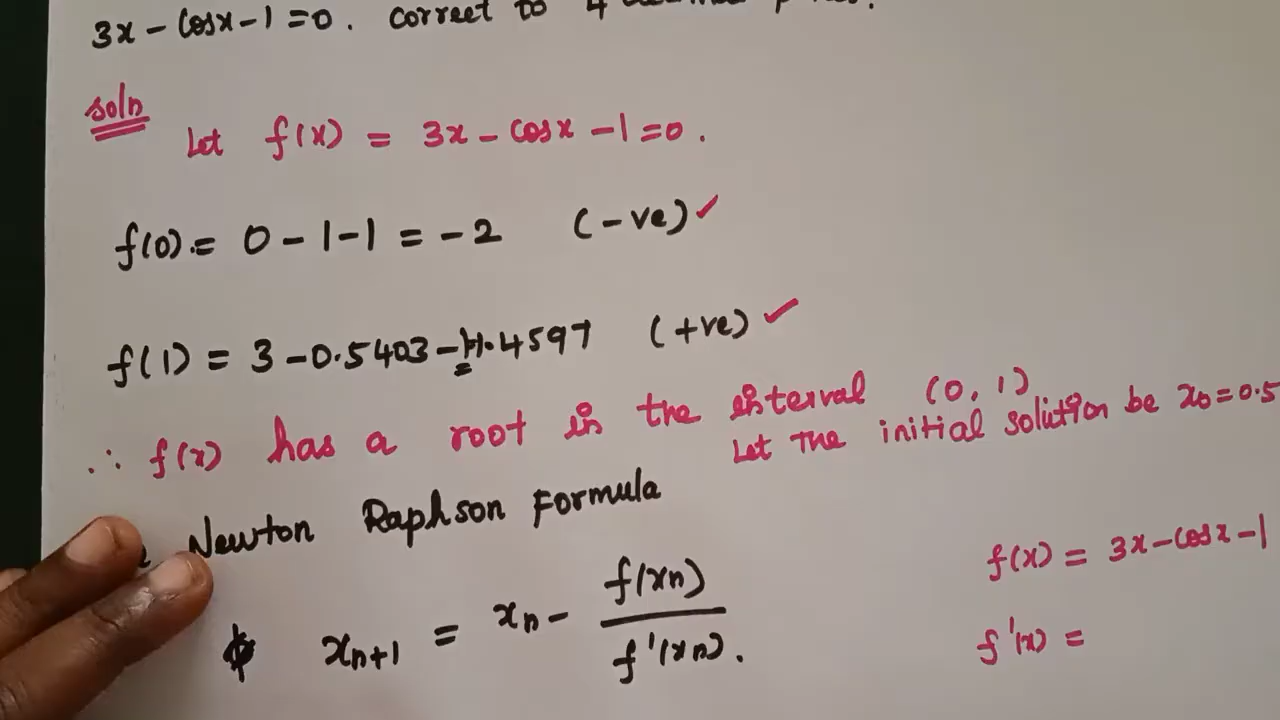 3x - cosx - 1 = 0. correct to 4
soln
Let f(x) = 3x - cosx - 1 = 0.
f(0) = 0 - 1 - 1 = -2 (-ve) ✓
f(1) = 3 - 0.5403 - 1.4597 (+ve) ✓
∴ f(x) has a root in the interval (0, 1)
Let the initial solution be x₀ = 0.5
Newton Raphson Formula
xₙ₊₁ = xₙ - f(xₙ) / f'(xₙ).
f(x) = 3x - cosx - 1
f'(x) =